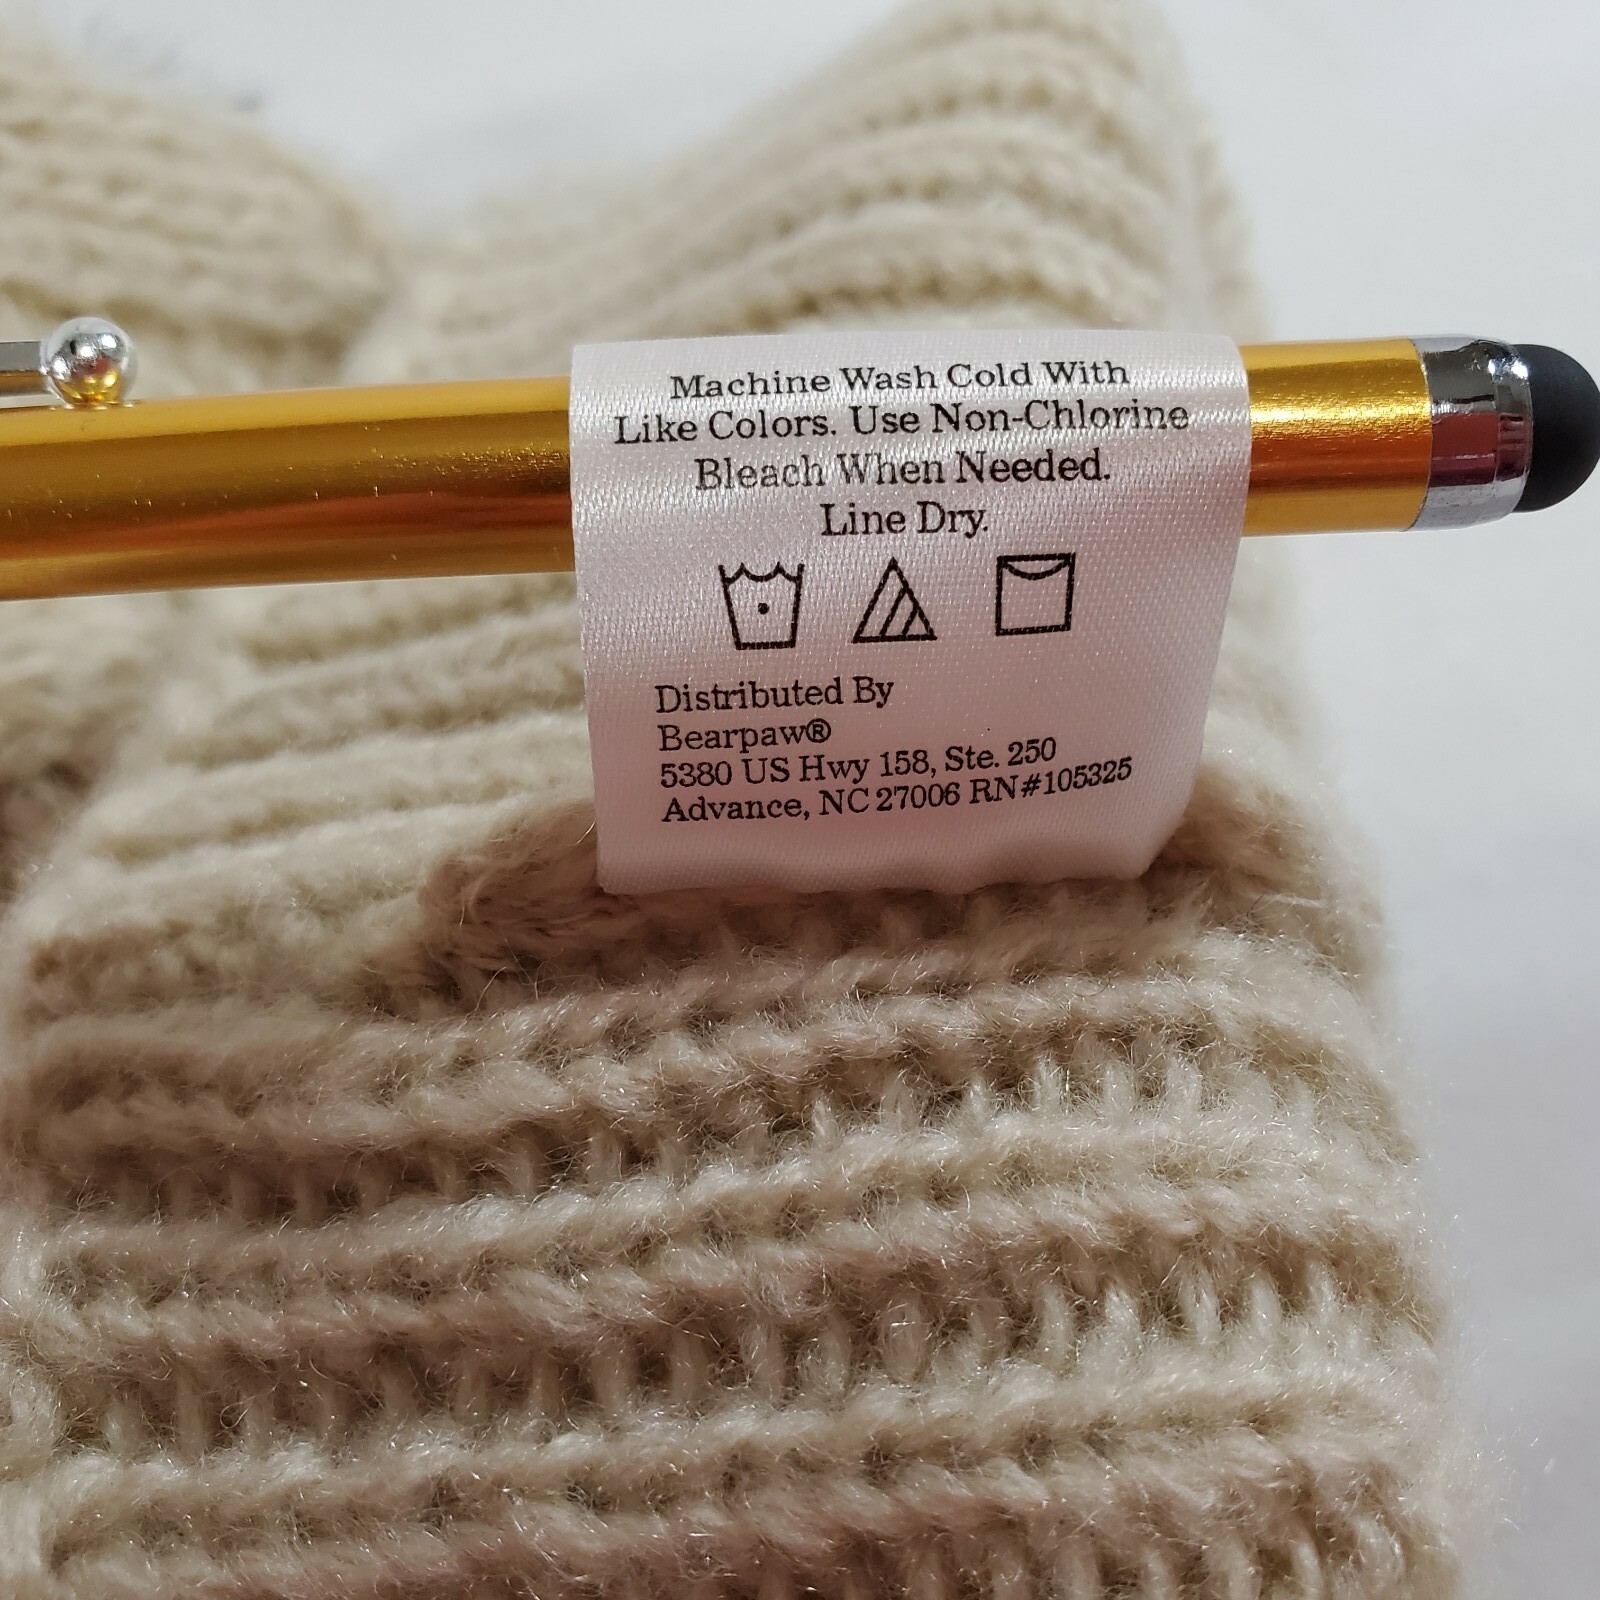 Machine Wash Cold With
Like Colors. Use Non-Chlorine
Bleach When Needed.
Line Dry.
Distributed By
Bearpaw®
5380 US Hwy 158, Ste. 250
Advance, NC 27006 RN#105325